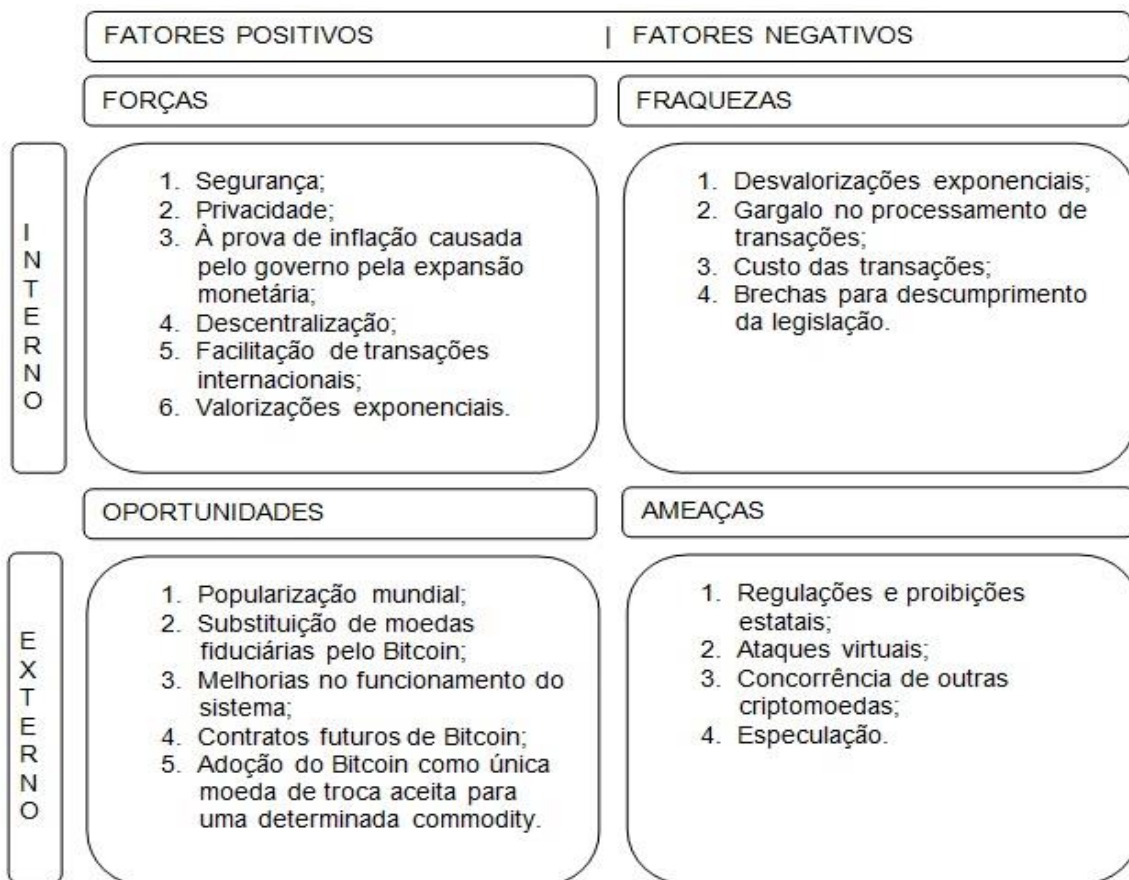 FATORES POSITIVOS | FATORES NEGATIVOS
FORÇAS
FRAQUEZAS
INTERNO
1. Segurança;
2. Privacidade;
3. À prova de inflação causada
pelo governo pela expansão
monetária;
4. Descentralização;
5. Facilitação de transações
internacionais;
6. Valorizações exponenciais.
1. Desvalorizações exponenciais;
2. Gargalo no processamento de
transações;
3. Custo das transações;
4. Brechas para descumprimento
da legislação.
OPORTUNIDADES
AMEAÇAS
EXTERNO
1. Popularização mundial;
2. Substituição de moedas
fiduciárias pelo Bitcoin;
3. Melhorias no funcionamento do
sistema;
4. Contratos futuros de Bitcoin;
5. Adoção do Bitcoin como única
moeda de troca aceita para
uma determinada commodity.
1. Regulações e proibições
estatais;
2. Ataques virtuais;
3. Concorrência de outras
criptomoedas;
4. Especulação.